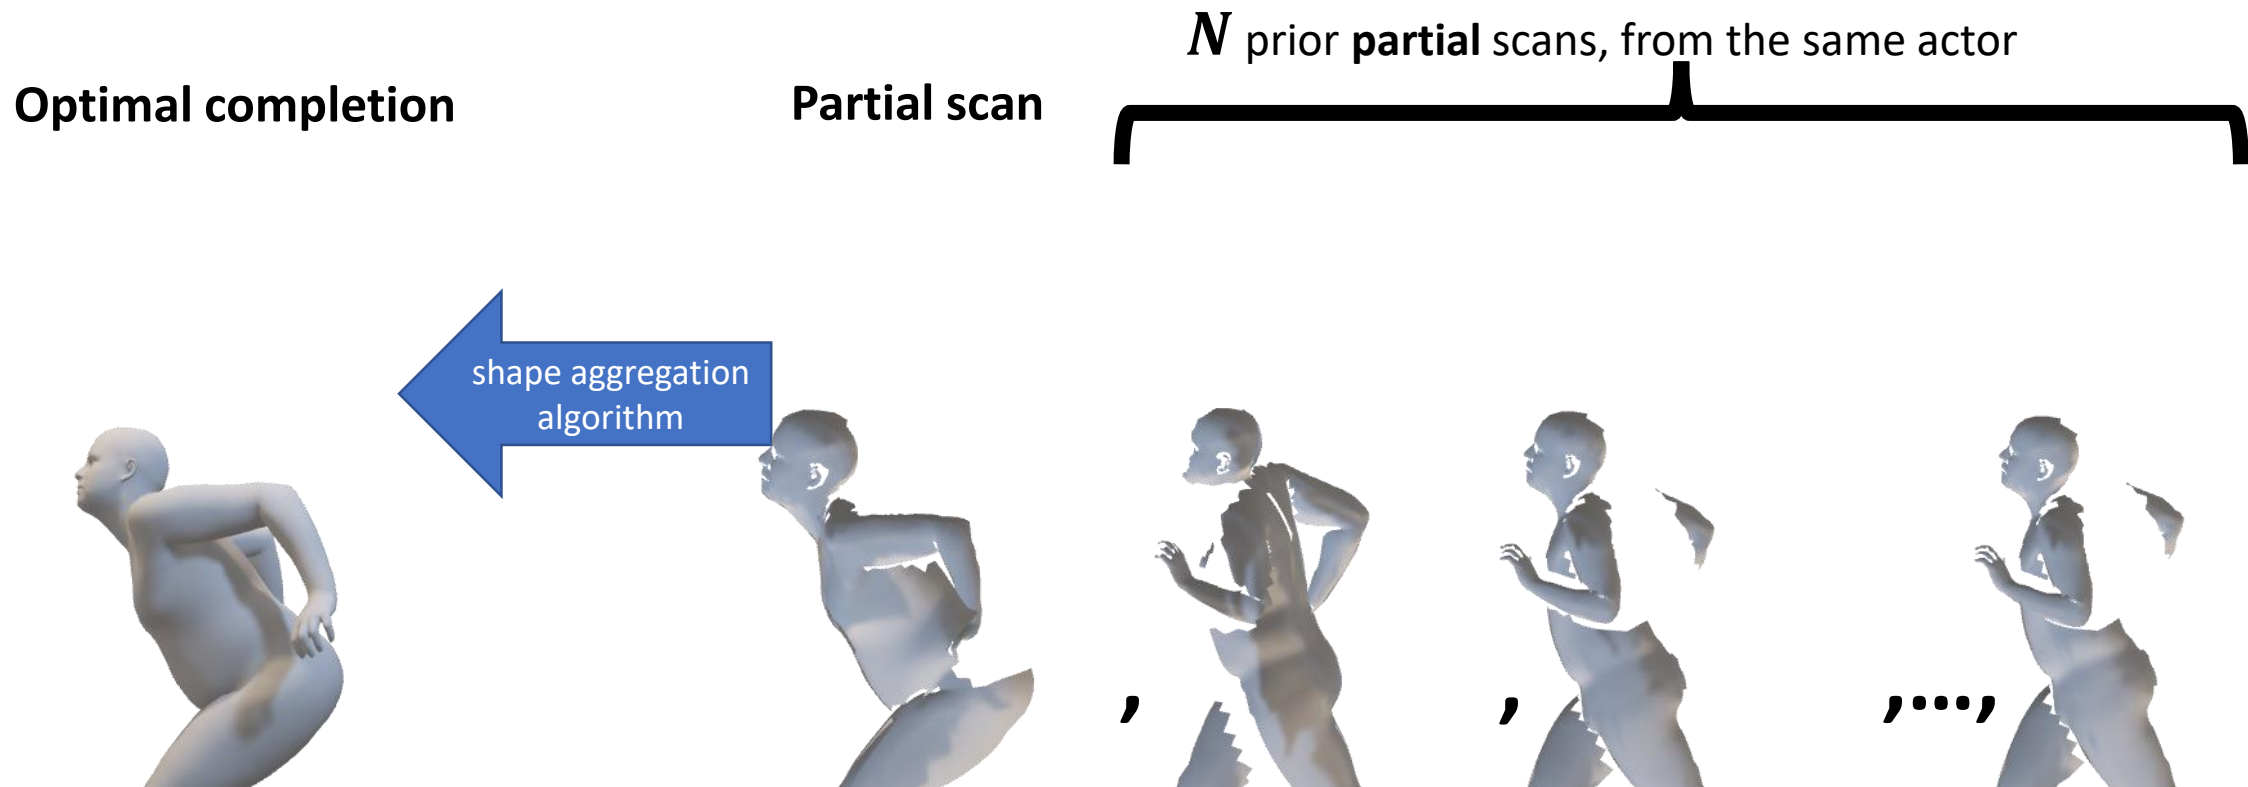 N prior partial scans, from the same actor
Optimal completion
Partial scan
shape aggregation
algorithm
, , ,...,